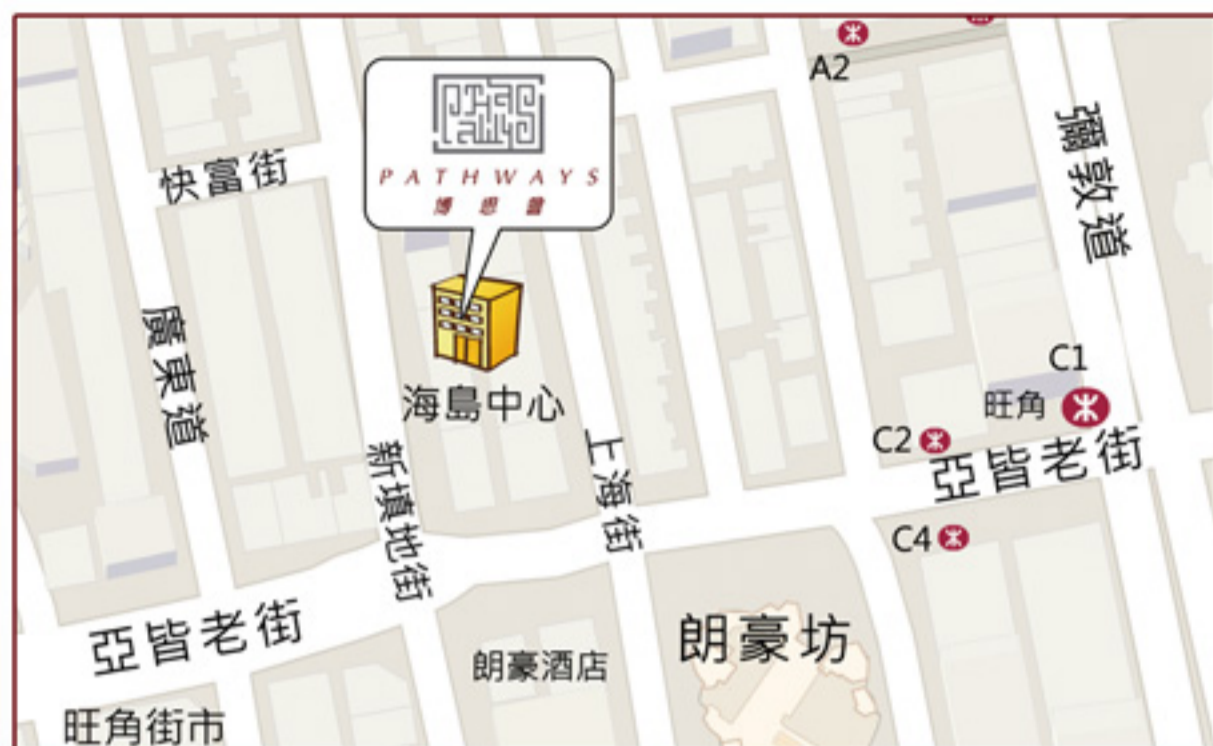 A2
彌敦道
PATHWAYS
博思會
快富街
廣東道
海島中心
C1
旺角
C2
亞皆老街
新填地街
上海街
C4
亞皆老街
朗豪坊
朗豪酒店
旺角街市